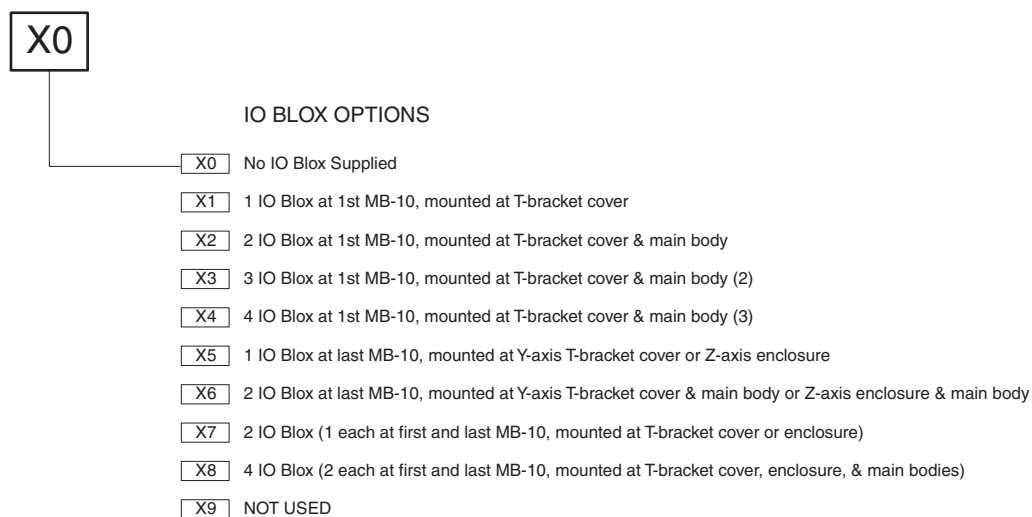 X0
IO BLOX OPTIONS
X0 No IO Blox Supplied
X1 1 IO Blox at 1st MB-10, mounted at T-bracket cover
X2 2 IO Blox at 1st MB-10, mounted at T-bracket cover & main body
X3 3 IO Blox at 1st MB-10, mounted at T-bracket cover & main body (2)
X4 4 IO Blox at 1st MB-10, mounted at T-bracket cover & main body (3)
X5 1 IO Blox at last MB-10, mounted at Y-axis T-bracket cover or Z-axis enclosure
X6 2 IO Blox at last MB-10, mounted at Y-axis T-bracket cover & main body or Z-axis enclosure & main body
X7 2 IO Blox (1 each at first and last MB-10, mounted at T-bracket cover or enclosure)
X8 4 IO Blox (2 each at first and last MB-10, mounted at T-bracket cover, enclosure, & main bodies)
X9 NOT USED